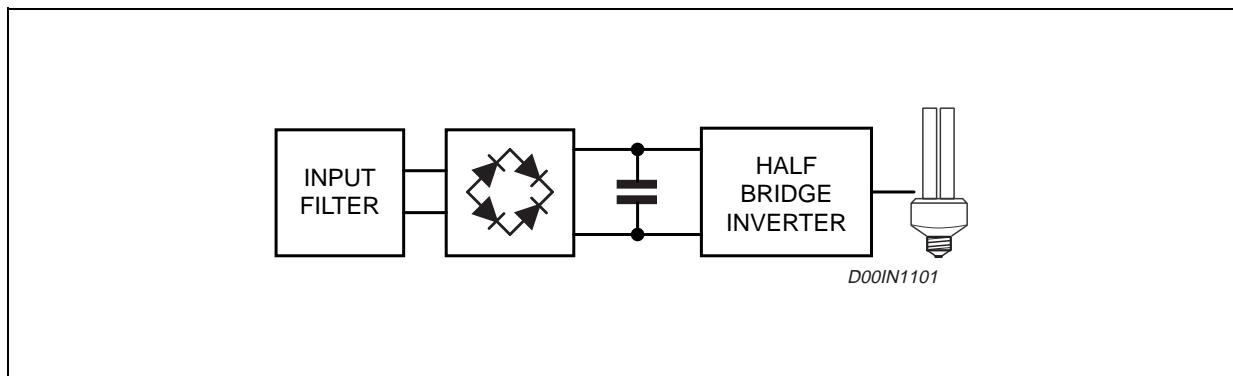 INPUT
FILTER
HALF
BRIDGE
INVERTER
D00IN1101